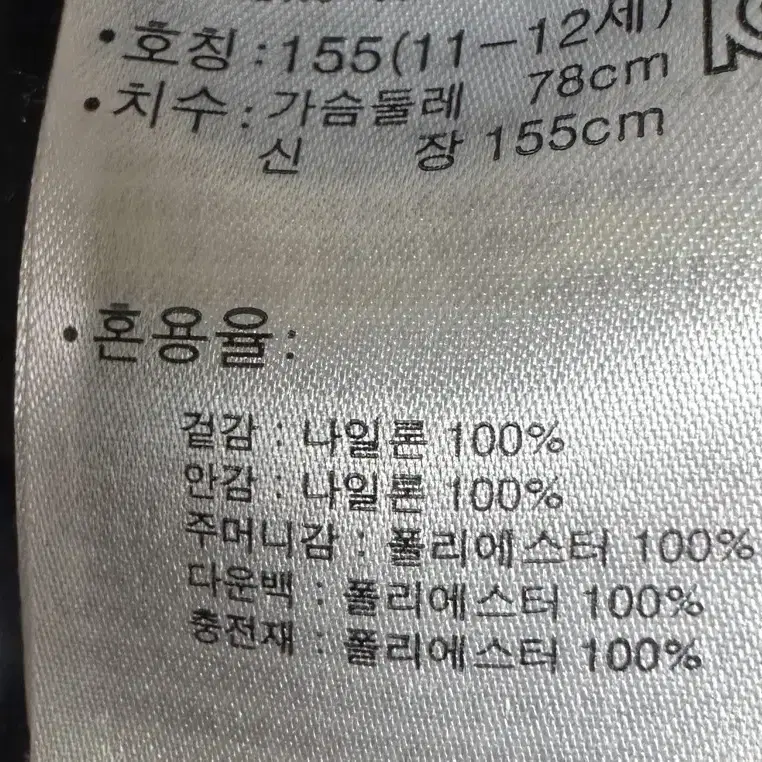 • 호칭 : 155(11-12세)
• 치수 : 가슴둘레 78cm
신 장 155cm
• 혼용율 :
겉감 : 나일론 100%
안감 : 나일론 100%
주머니감 : 폴리에스터 100%
다운백 : 폴리에스터 100%
충전재 : 폴리에스터 100%